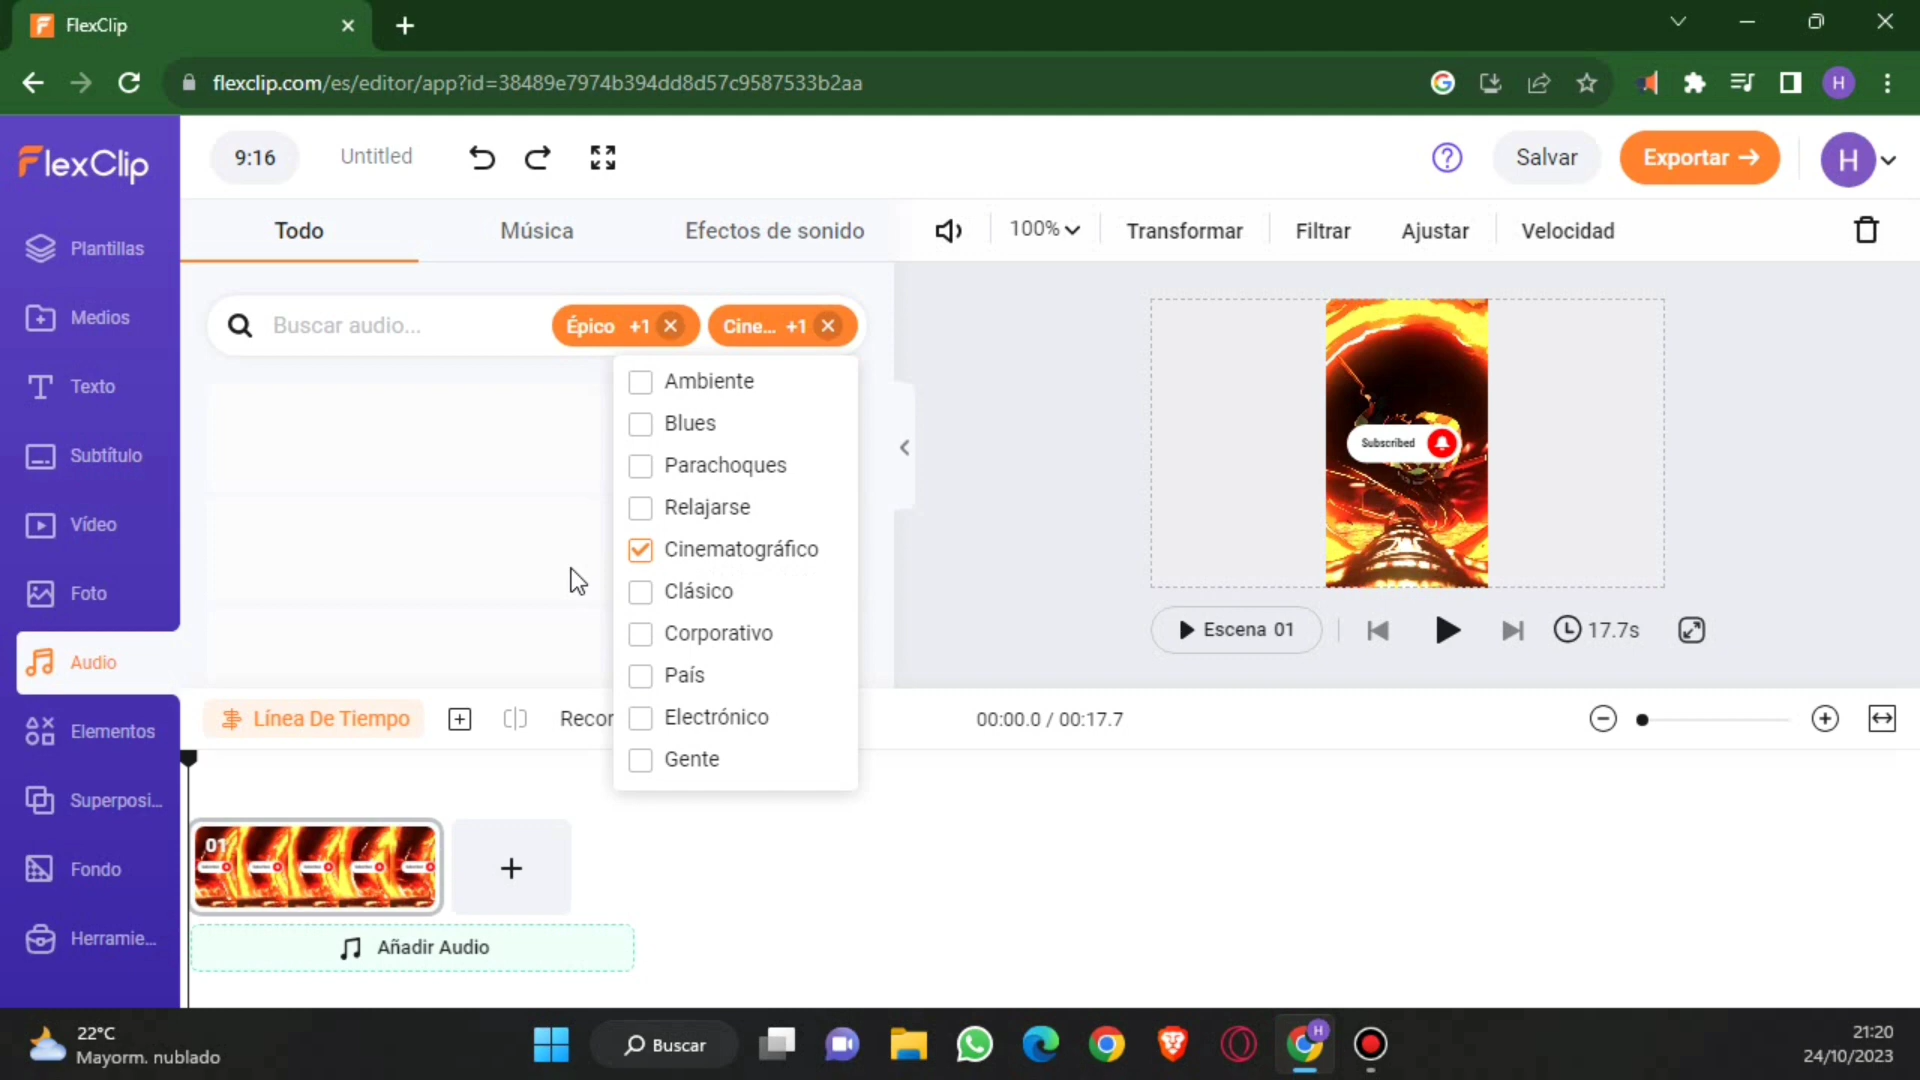 FlexClip
flexclip.com/es/editor/app?id=38489e7974b394dd8d57c9587533b2aa
H
FlexClip
9:16
Untitled
Salvar
Exportar →
H
Todo
Música
Efectos de sonido
100%
Transformar
Filtrar
Ajustar
Velocidad
Plantillas
Medios
Texto
Subtítulo
Vídeo
Foto
Audio
Elementos
Superposi...
Fondo
Herramie...
Buscar audio...
Épico +1
Cine... +1
Ambiente
Blues
Parachoques
Relajarse
Cinematográfico
Clásico
Corporativo
País
Electrónico
Gente
Subscribed
Escena 01
17.7s
Línea De Tiempo
Recor
00:00.0 / 00:17.7
01
Añadir Audio
22°C
Mayorm. nublado
Buscar
H
21:20
24/10/2023